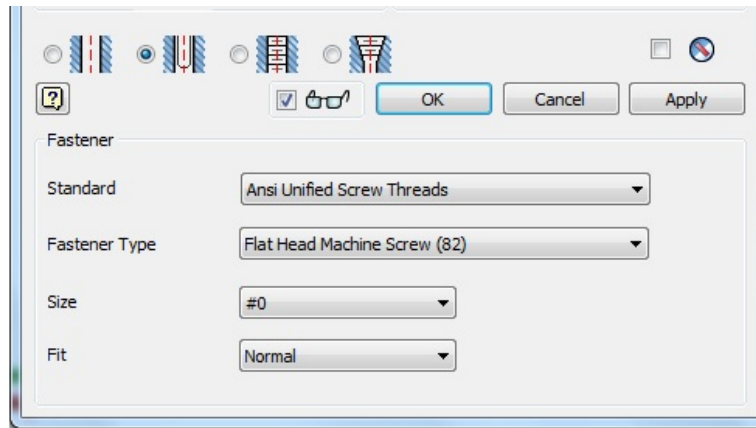 OK
Cancel
Apply
Fastener
Standard
Ansi Unified Screw Threads
Fastener Type
Flat Head Machine Screw (82)
Size
#0
Fit
Normal